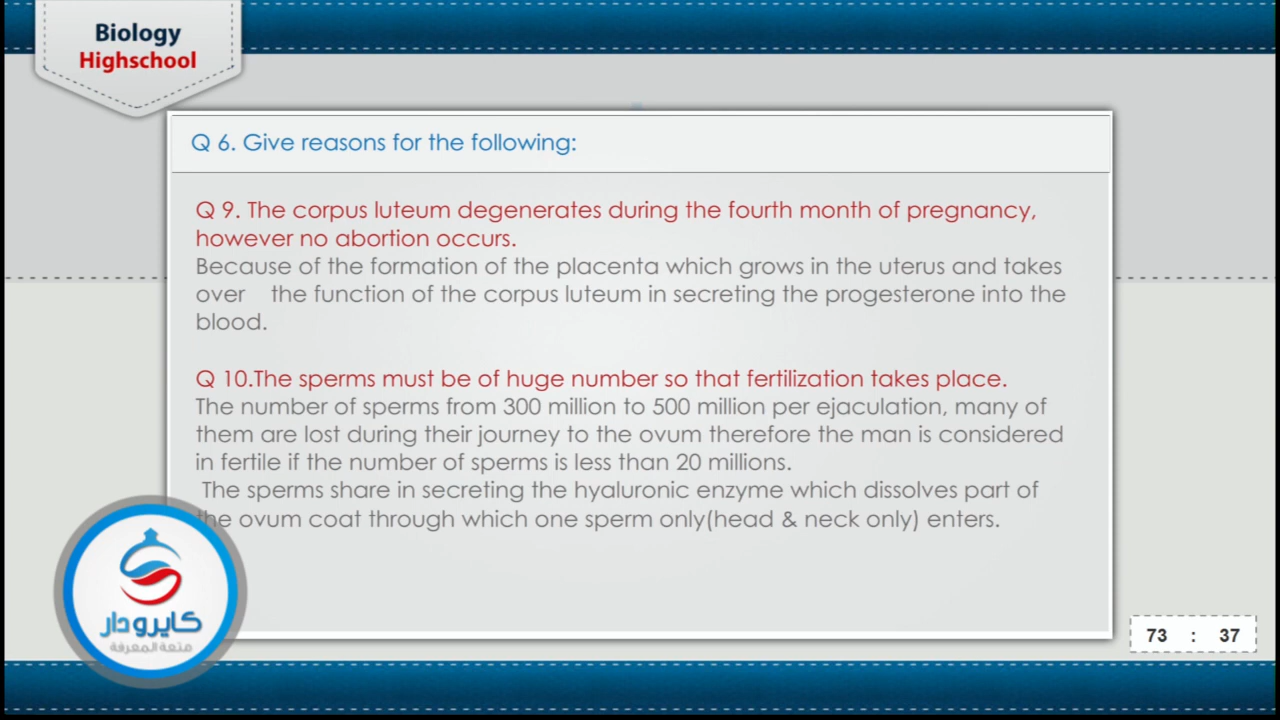 Biology
Highschool
Q 6. Give reasons for the following:
Q 9. The corpus luteum degenerates during the fourth month of pregnancy,
however no abortion occurs.
Because of the formation of the placenta which grows in the uterus and takes
over the function of the corpus luteum in secreting the progesterone into the
blood.
Q 10.The sperms must be of huge number so that fertilization takes place.
The number of sperms from 300 million to 500 million per ejaculation, many of
them are lost during their journey to the ovum therefore the man is considered
in fertile if the number of sperms is less than 20 millions.
The sperms share in secreting the hyaluronic enzyme which dissolves part of
the ovum coat through which one sperm only(head & neck only) enters.
كايرودار
متعة المعرفة
73 : 37